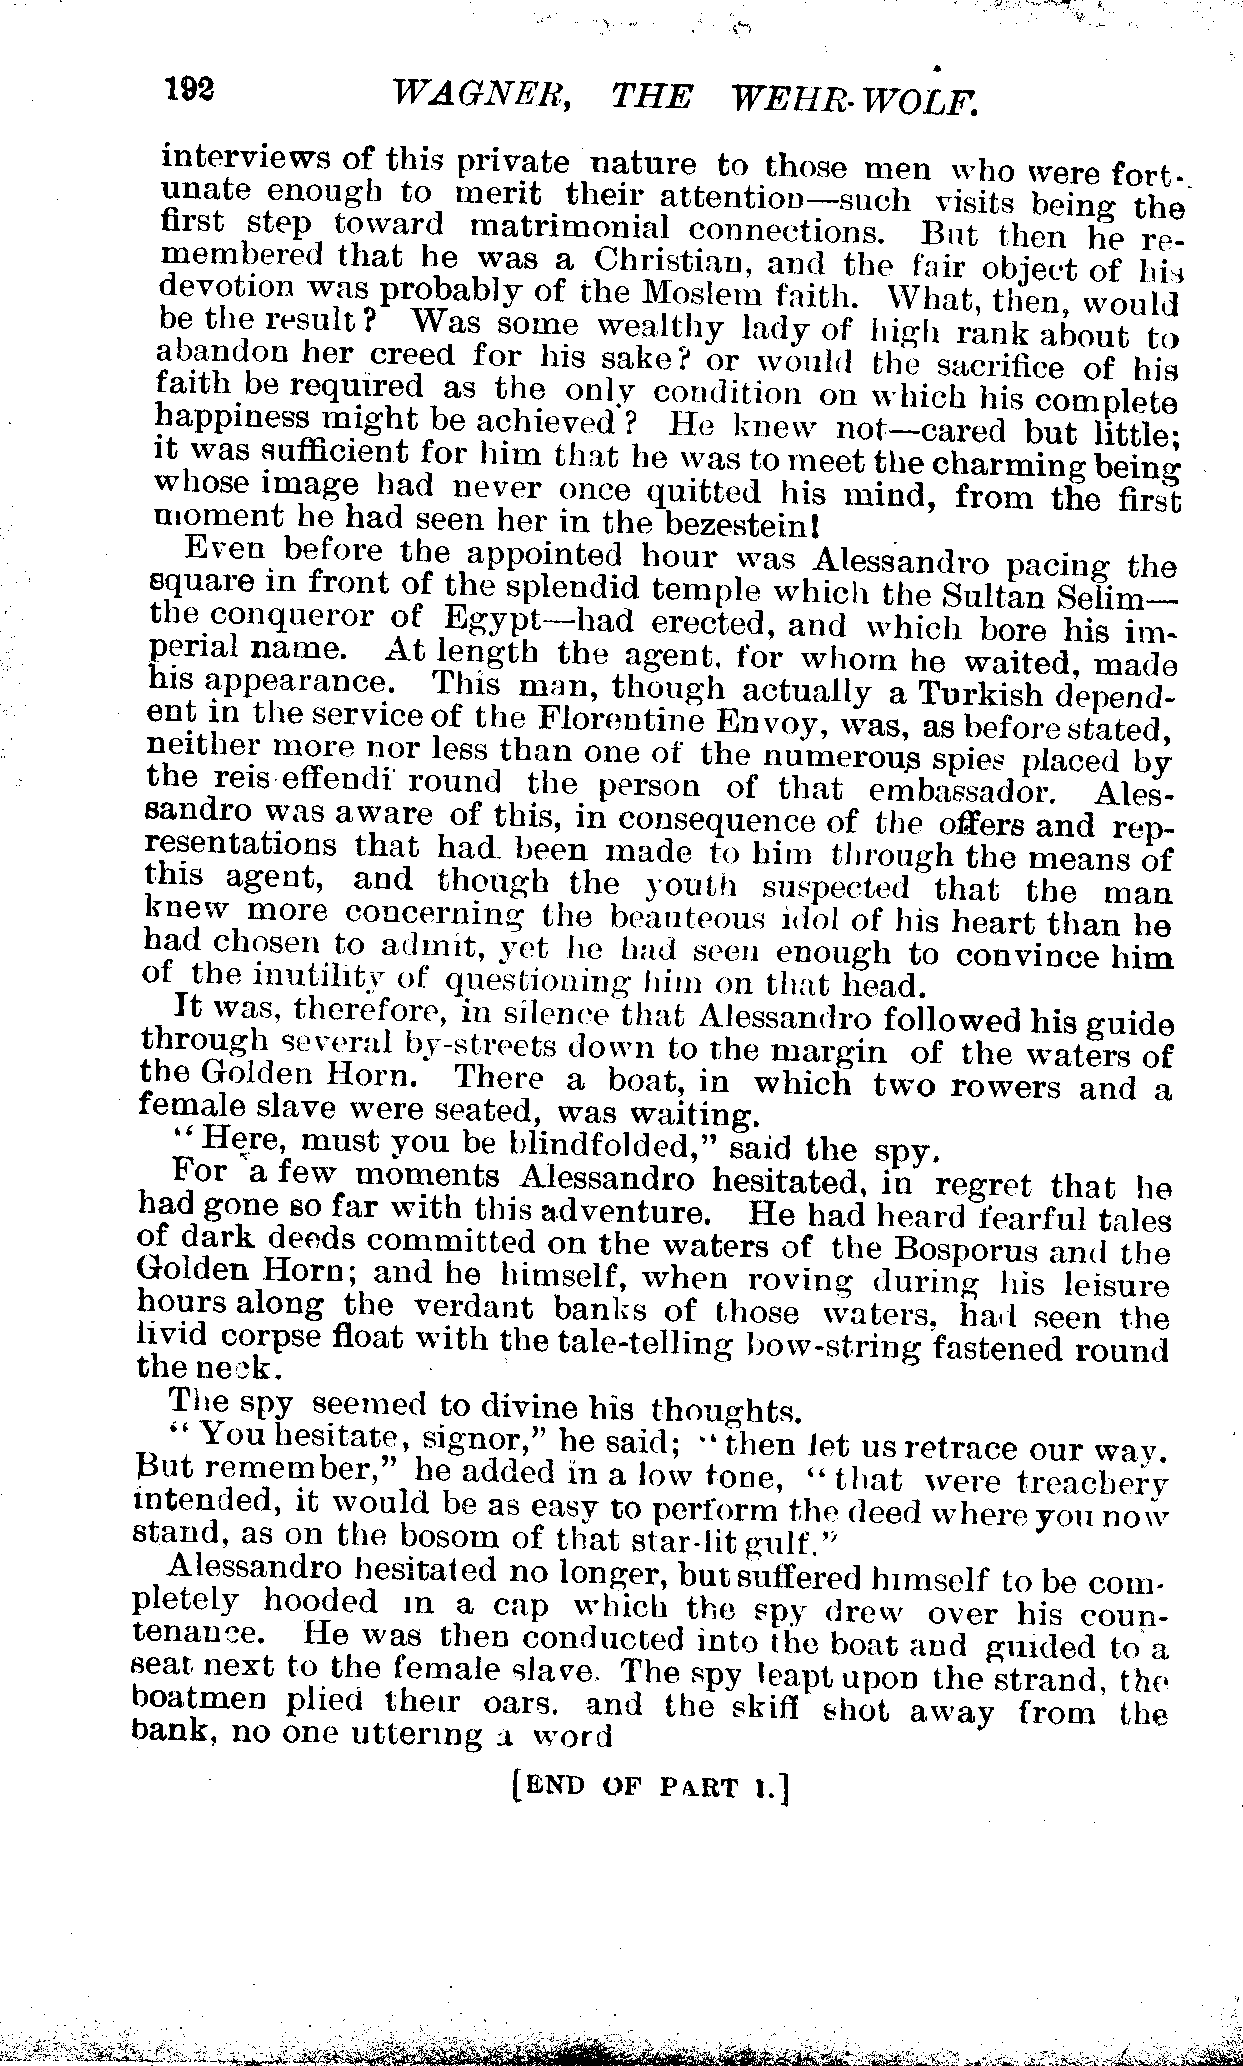 192 WAGNER, THE WEHR-WOLF.
interviews of this private nature to those men who were fort-
unate enough to merit their attention—such visits being the
first step toward matrimonial connections. But then he re-
membered that he was a Christian, and the fair object of his
devotion was probably of the Moslem faith. What, then, would
be the result? Was some wealthy lady of high rank about to
abandon her creed for his sake? or would the sacrifice of his
faith be required as the only condition on which his complete
happiness might be achieved? He knew not—cared but little;
it was sufficient for him that he was to meet the charming being
whose image had never once quitted his mind, from the first
moment he had seen her in the bezestein!
Even before the appointed hour was Alessandro pacing the
square in front of the splendid temple which the Sultan Selim—
the conqueror of Egypt—had erected, and which bore his im-
perial name. At length the agent, for whom he waited, made
his appearance. This man, though actually a Turkish depend-
ent in the service of the Florentine Envoy, was, as before stated,
neither more nor less than one of the numerous spies placed by
the reis-effendi round the person of that embassador. Ales-
sandro was aware of this, in consequence of the offers and rep-
resentations that had been made to him through the means of
this agent, and though the youth suspected that the man
knew more concerning the beauteous idol of his heart than he
had chosen to admit, yet he had seen enough to convince him
of the inutility of questioning him on that head.
It was, therefore, in silence that Alessandro followed his guide
through several by-streets down to the margin of the waters of
the Golden Horn. There a boat, in which two rowers and a
female slave were seated, was waiting.
"Here, must you be blindfolded," said the spy.
For a few moments Alessandro hesitated, in regret that he
had gone so far with this adventure. He had heard fearful tales
of dark deeds committed on the waters of the Bosporus and the
Golden Horn; and he himself, when roving during his leisure
hours along the verdant banks of those waters, had seen the
livid corpse float with the tale-telling bow-string fastened round
the neck.
The spy seemed to divine his thoughts.
"You hesitate, signor," he said; "then let us retrace our way.
But remember," he added in a low tone, "that were treachery
intended, it would be as easy to perform the deed where you now
stand, as on the bosom of that star-lit gulf."
Alessandro hesitated no longer, but suffered himself to be com-
pletely hooded in a cap which the spy drew over his coun-
tenance. He was then conducted into the boat and guided to a
seat next to the female slave. The spy leapt upon the strand, the
boatmen plied their oars, and the skiff shot away from the
bank, no one uttering a word
[END OF PART I.]